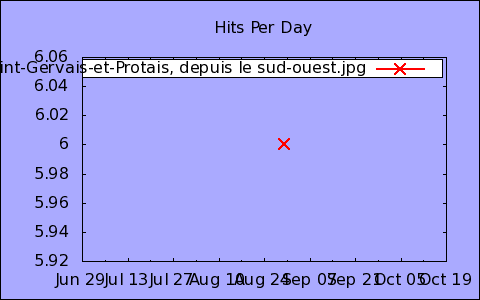 Hits Per Day
int-Gervais-et-Protais, depuis le sud-ouest.jpg
6.06
6.04
6.02
6
5.98
5.96
5.94
5.92
Jun 29 Jul 13 Jul 27 Aug 10 Aug 24 Sep 07 Sep 21 Oct 05 Oct 19